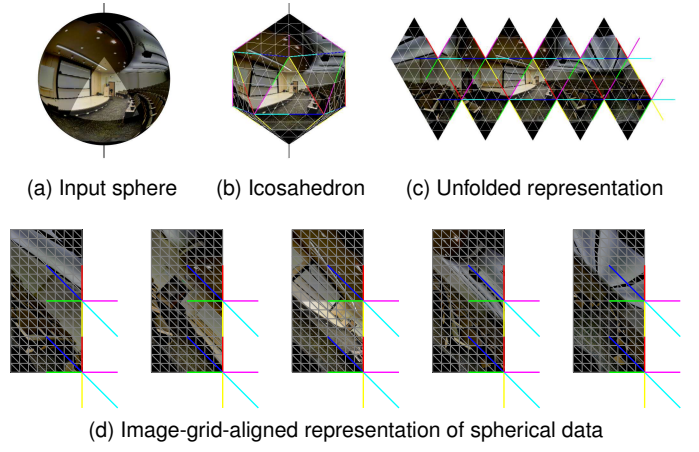 (a) Input sphere
(b) Icosahedron
(c) Unfolded representation
(d) Image-grid-aligned representation of spherical data